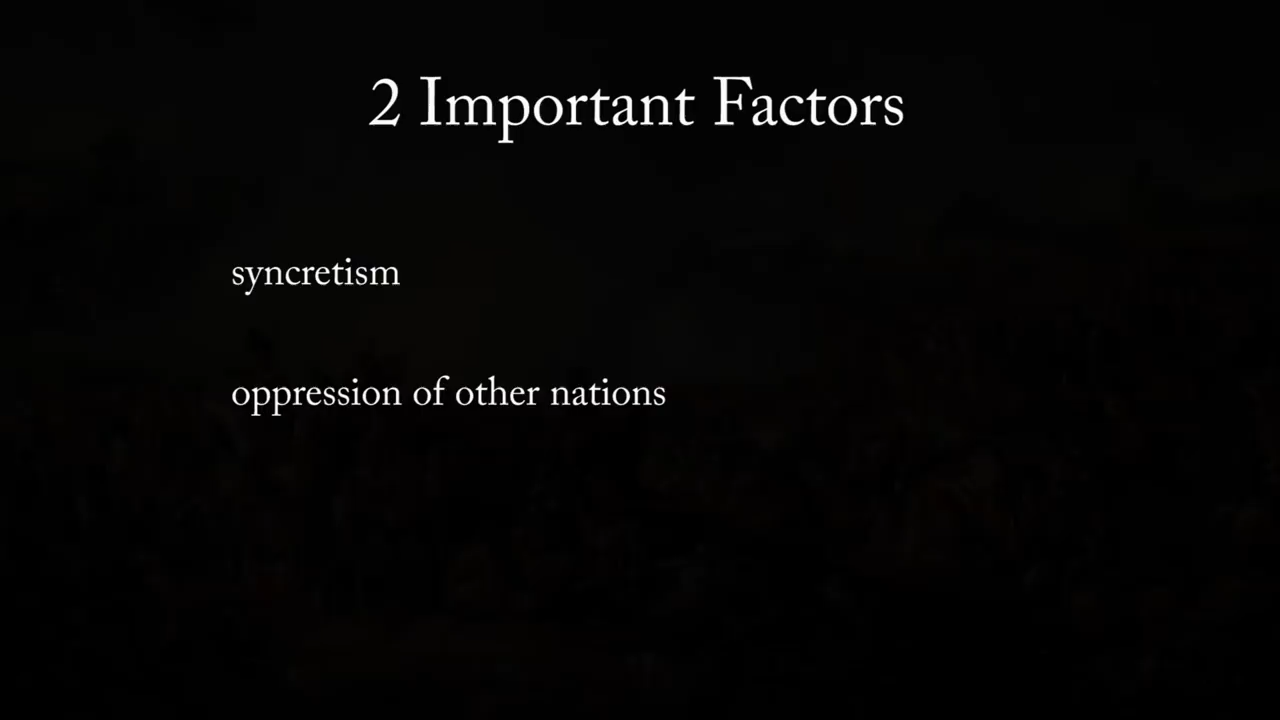 2 Important Factors
syncretism
oppression of other nations